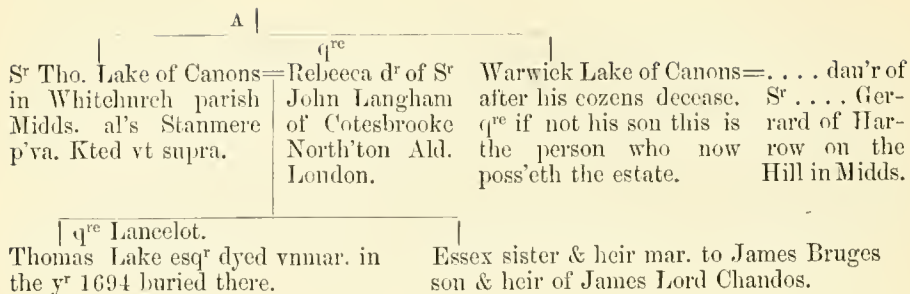 A
qre
Sr Tho. Lake of Canons=Rebecca dr of Sr
in Whitchurch parish John Langham
Midds. al's Stanmere of Cotesbrooke
p'va. Kted vt supra. North'ton Ald.
London.
Warwick Lake of Canons=. . . . dau'r of
after his cozens decease. Sr . . . . Ger-
qre if not his son this is rard of Har-
the person who now row on the
poss'eth the estate. Hill in Midds.
qre Lancelot.
Thomas Lake esqr dyed vnmar. in
the yr 1694 buried there.
Essex sister & heir mar. to James Bruges
son & heir of James Lord Chandos.